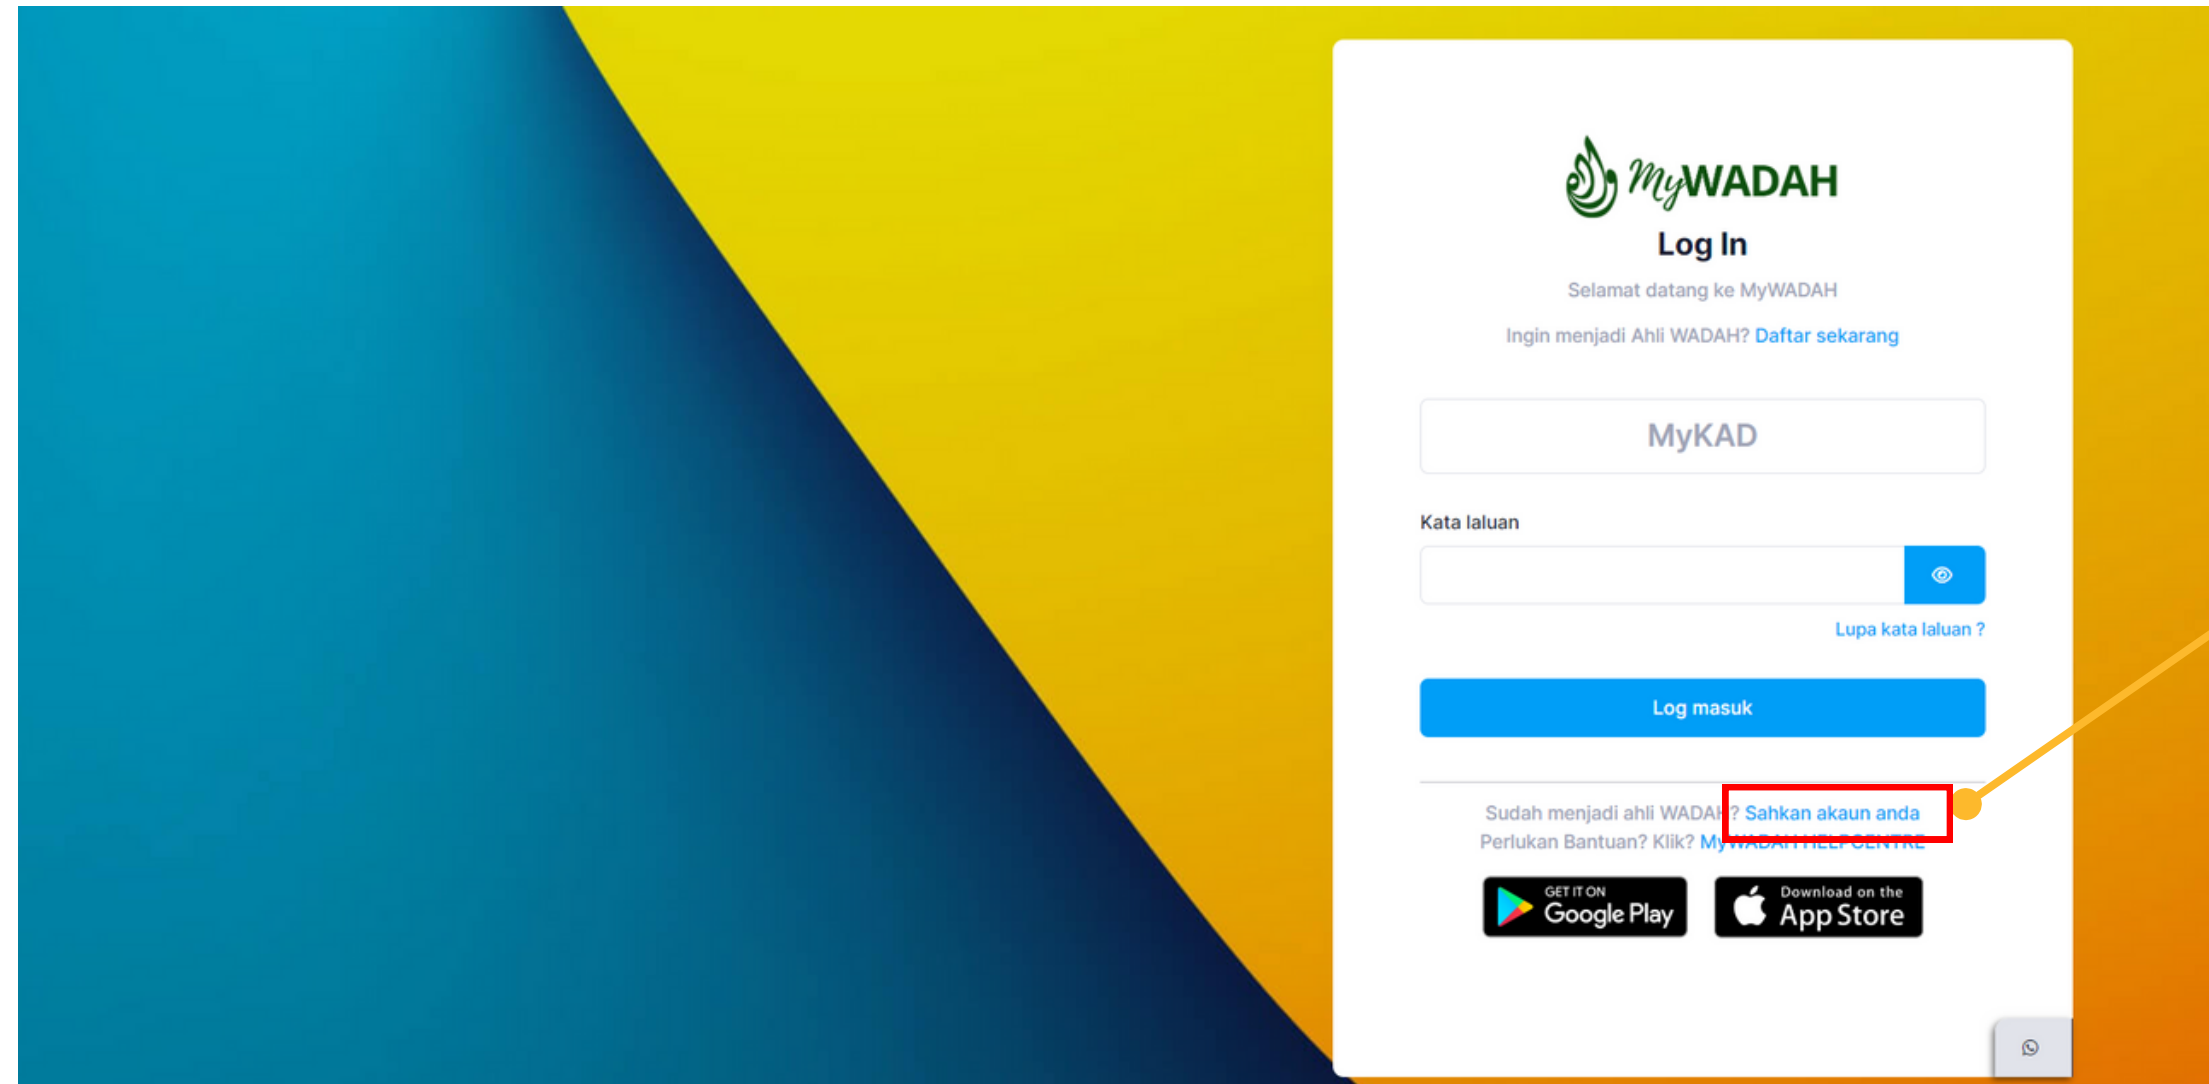 MyWADAH
Log In
Selamat datang ke MyWADAH
Ingin menjadi Ahli WADAH? Daftar sekarang
MyKAD
Kata laluan
Lupa kata laluan ?
Log masuk
Sudah menjadi ahli WADAH? Sahkan akaun anda
Perlukan Bantuan? Klik? MyWADAH HELPCENTRE
GET IT ON
Google Play
Download on the
App Store